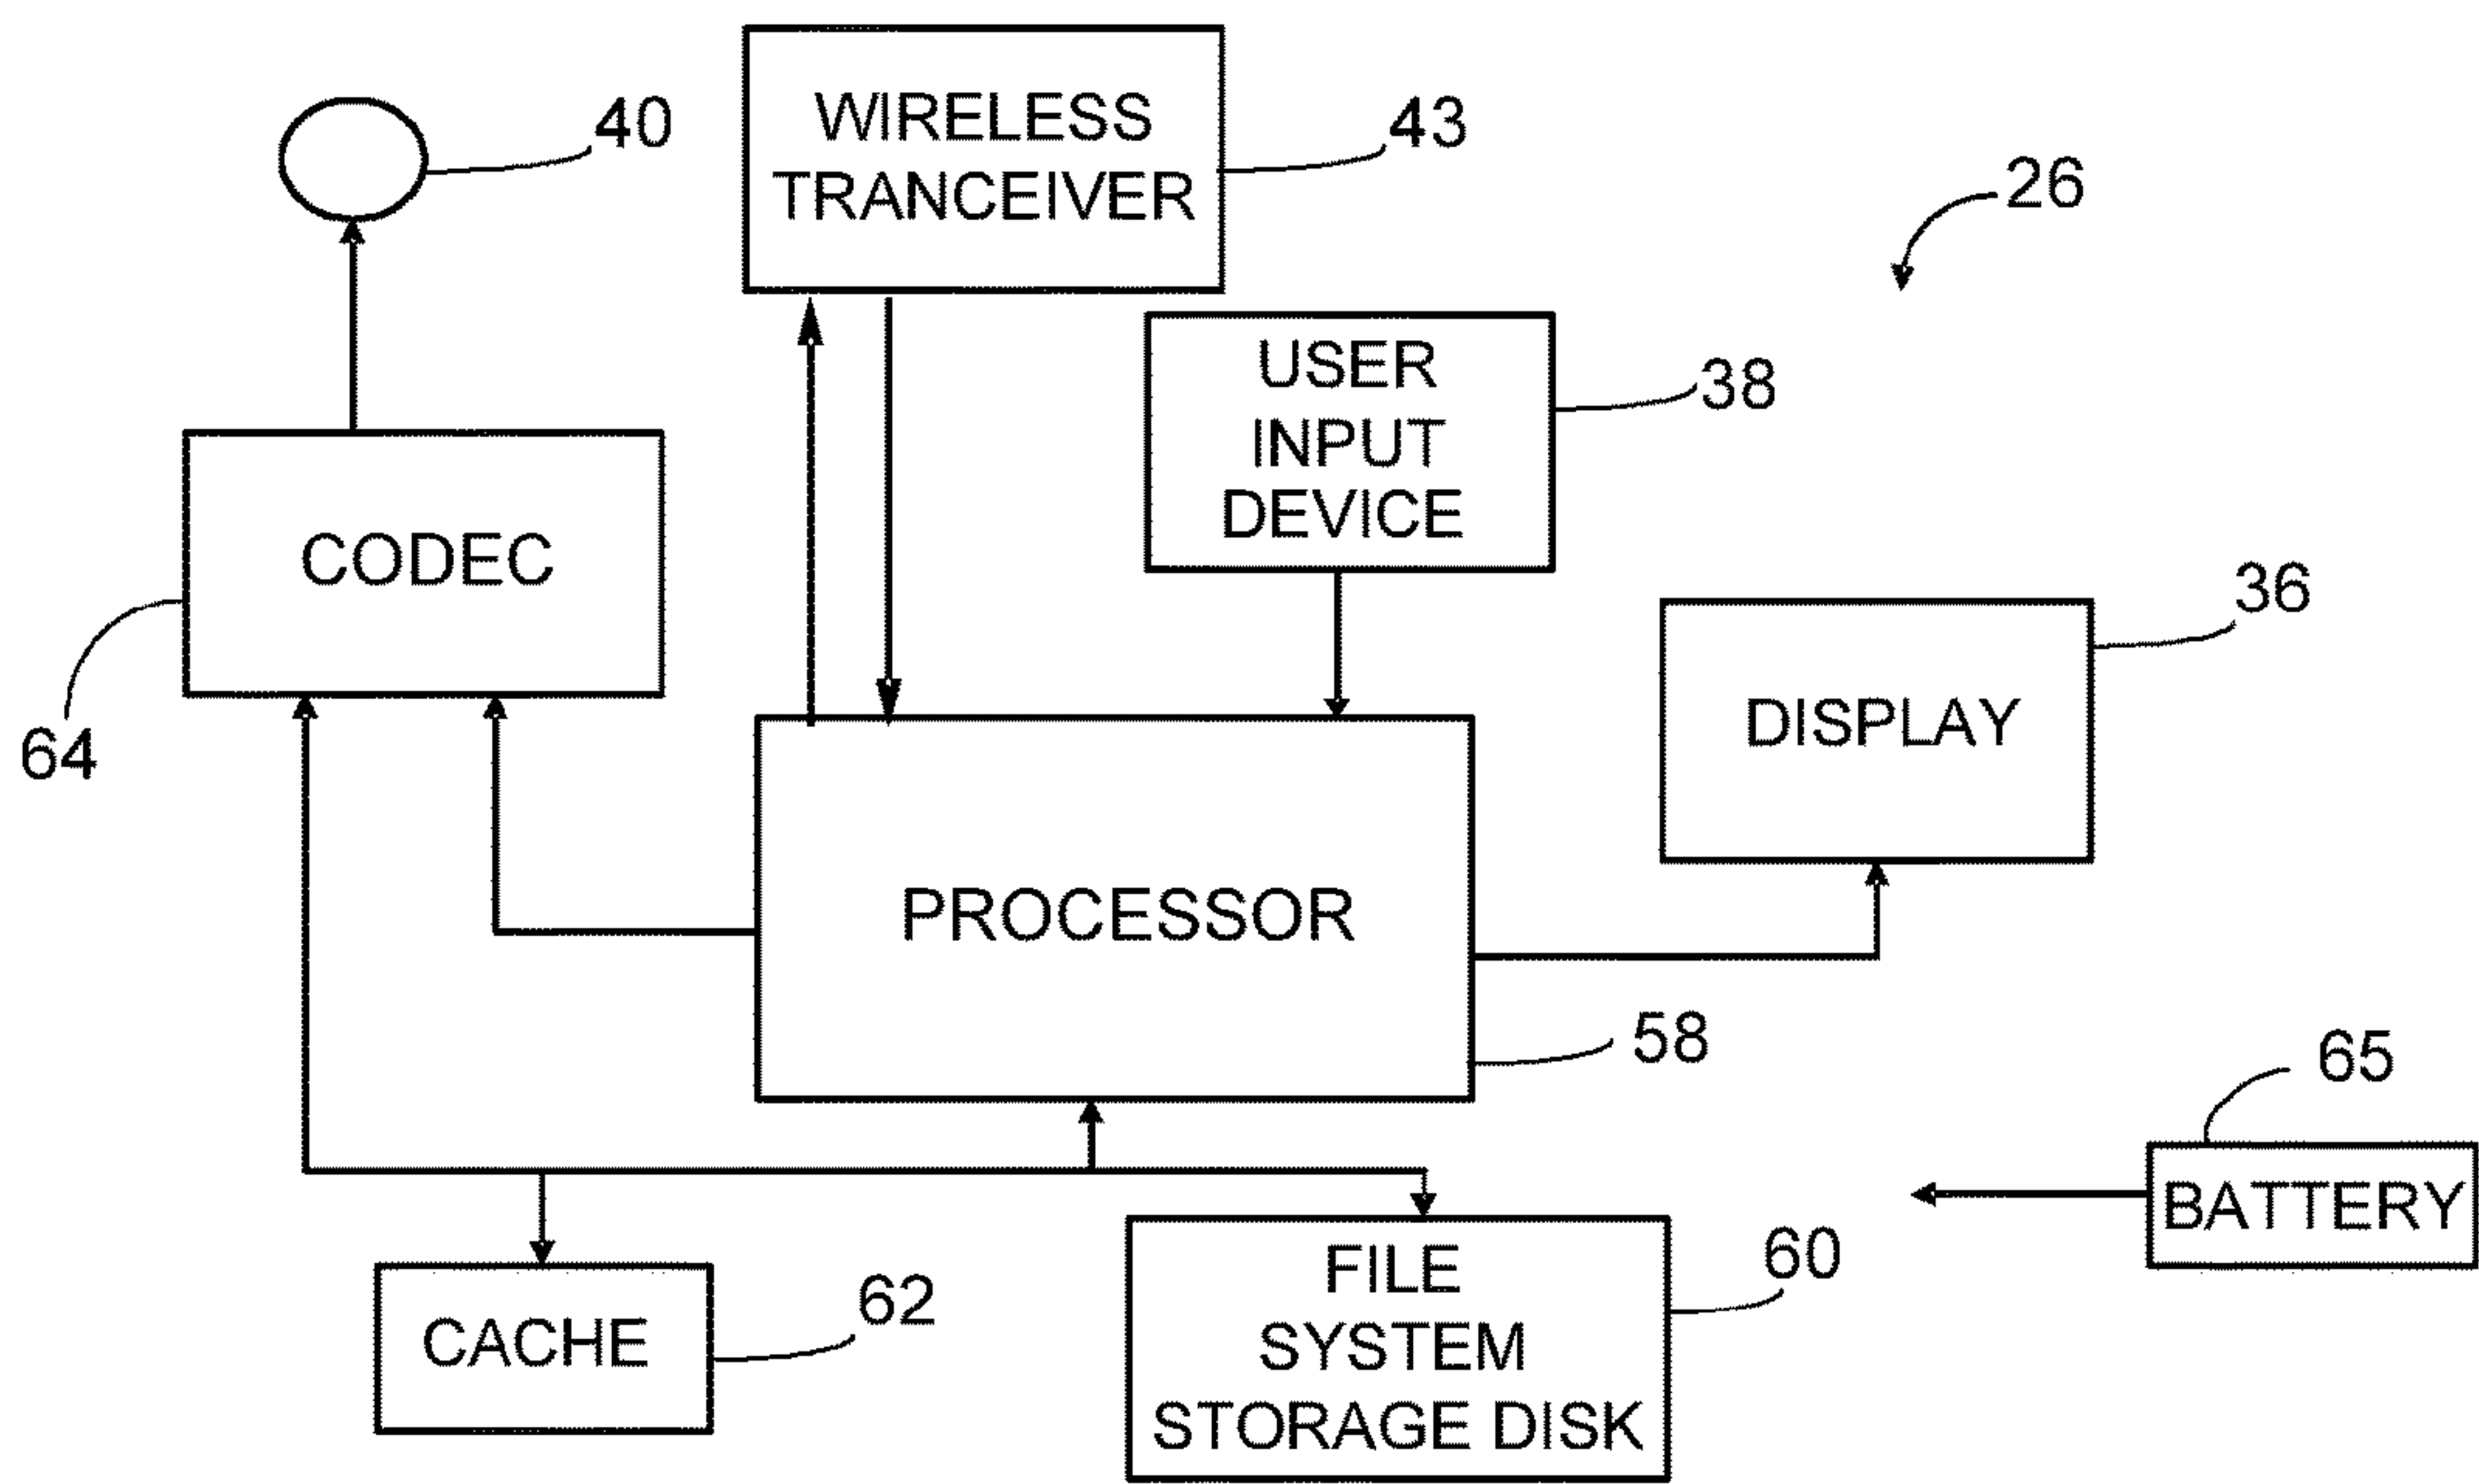 40
WIRELESS
TRANCEIVER
43
26
USER
INPUT
DEVICE
38
CODEC
64
DISPLAY
36
PROCESSOR
58
65
BATTERY
CACHE
62
FILE
SYSTEM
STORAGE DISK
60